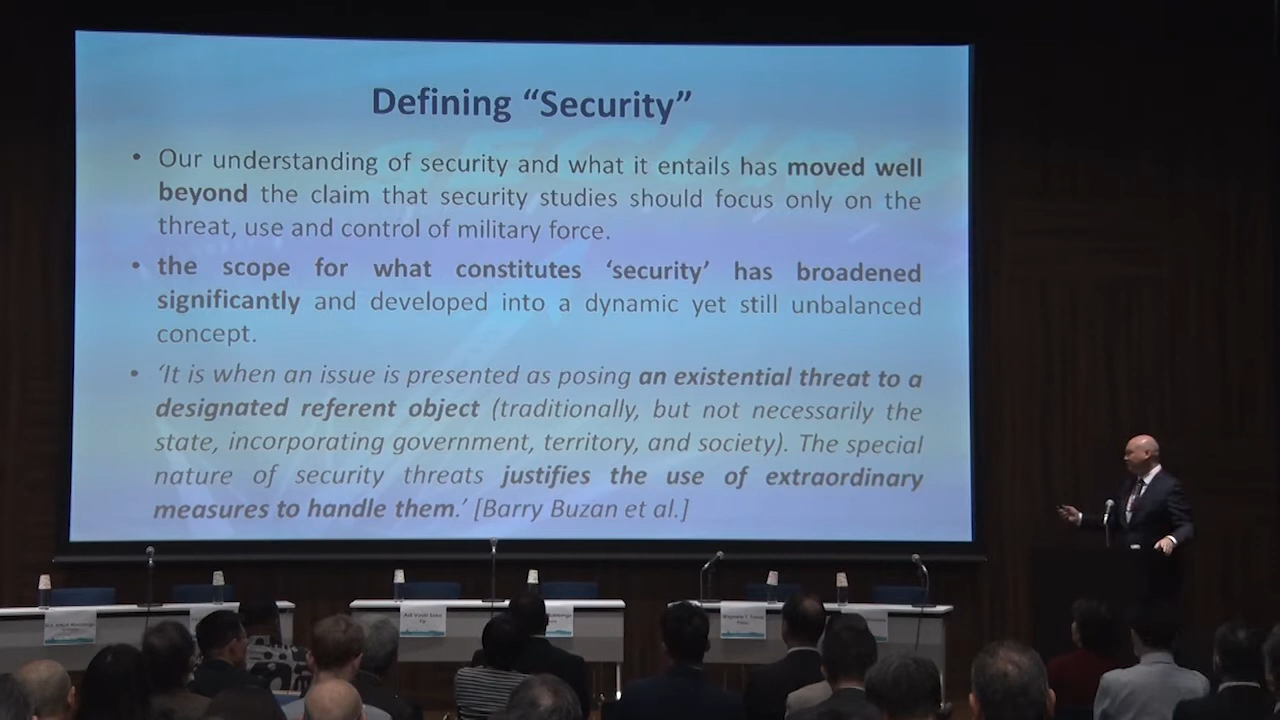 Defining “Security”
• Our understanding of security and what it entails has moved well
beyond the claim that security studies should focus only on the
threat, use and control of military force.
• the scope for what constitutes ‘security’ has broadened
significantly and developed into a dynamic yet still unbalanced
concept.
• ‘It is when an issue is presented as posing an existential threat to a
designated referent object (traditionally, but not necessarily the
state, incorporating government, territory, and society). The special
nature of security threats justifies the use of extraordinary
measures to handle them.’ [Barry Buzan et al.]